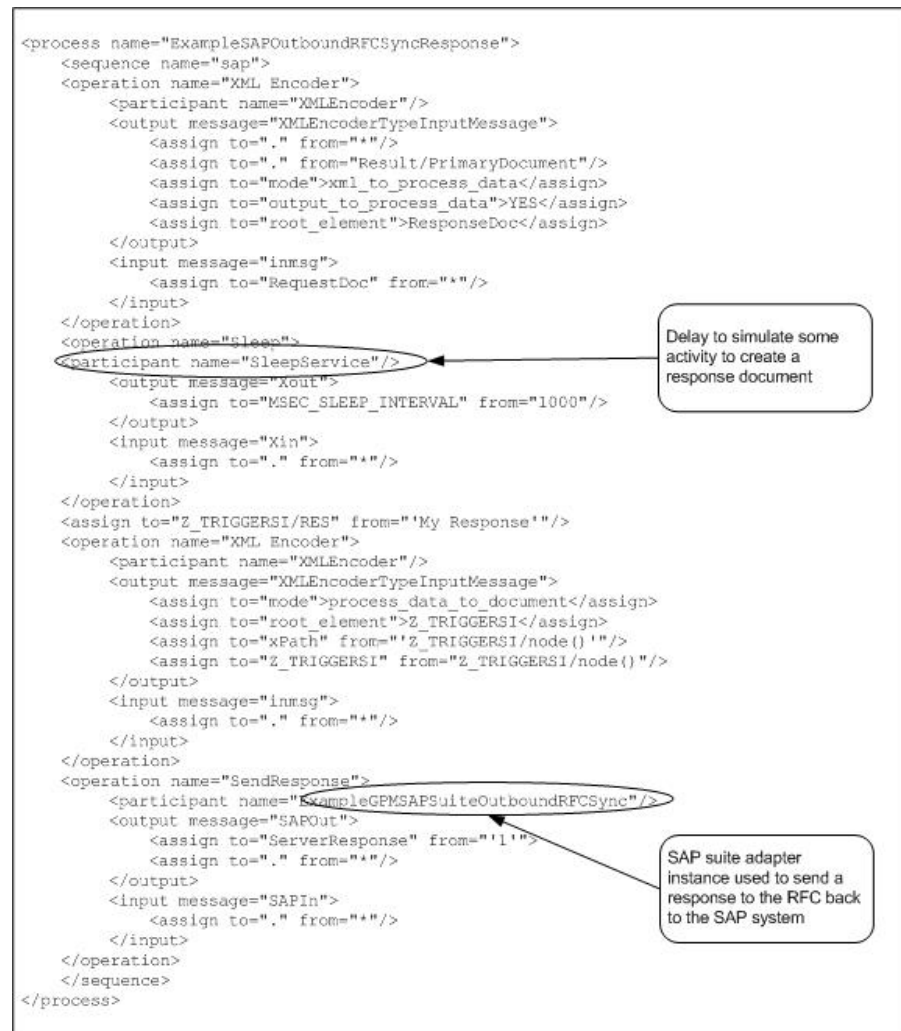 <process name="ExampleSAPOutboundRFCSyncResponse">
<sequence name="sap">
<operation name="XML Encoder">
<participant name="XMLEncoder"/>
<output message="XMLEncoderTypeInputMessage">
<assign to="." from="*"/>
<assign to="." from="Result/PrimaryDocument"/>
<assign to="mode">xml_to_process_data</assign>
<assign to="output_to_process_data">YES</assign>
<assign to="root_element">ResponseDoc</assign>
</output>
<input message="inmsg">
<assign to="RequestDoc" from="*"/>
</input>
</operation>
<operation name="Sleep">
<participant name="SleepService"/>
<output message="Xout">
<assign to="MSEC_SLEEP_INTERVAL" from="1000"/>
</output>
<input message="Xin">
<assign to="." from="*"/>
</input>
</operation>
<assign to="Z_TRIGGERSI/RES" from="'My Response'"/>
<operation name="XML Encoder">
<participant name="XMLEncoder"/>
<output message="XMLEncoderTypeInputMessage">
<assign to="mode">process_data_to_document</assign>
<assign to="root_element">Z_TRIGGERSI</assign>
<assign to="xPath" from="'Z_TRIGGERSI/node()'"/>
<assign to="Z_TRIGGERSI" from="Z_TRIGGERSI/node()"/>
</output>
<input message="inmsg">
<assign to="." from="*"/>
</input>
</operation>
<operation name="SendResponse">
<participant name="ExampleGPMSAPSuiteOutboundRFCSync"/>
<output message="SAPOut">
<assign to="ServerResponse" from="'1'">
<assign to="." from="*"/>
</output>
<input message="SAPIn">
<assign to="." from="*"/>
</input>
</operation>
</sequence>
</process>
Delay to simulate some
activity to create a
response document
SAP suite adapter
instance used to send a
response to the RFC back
to the SAP system